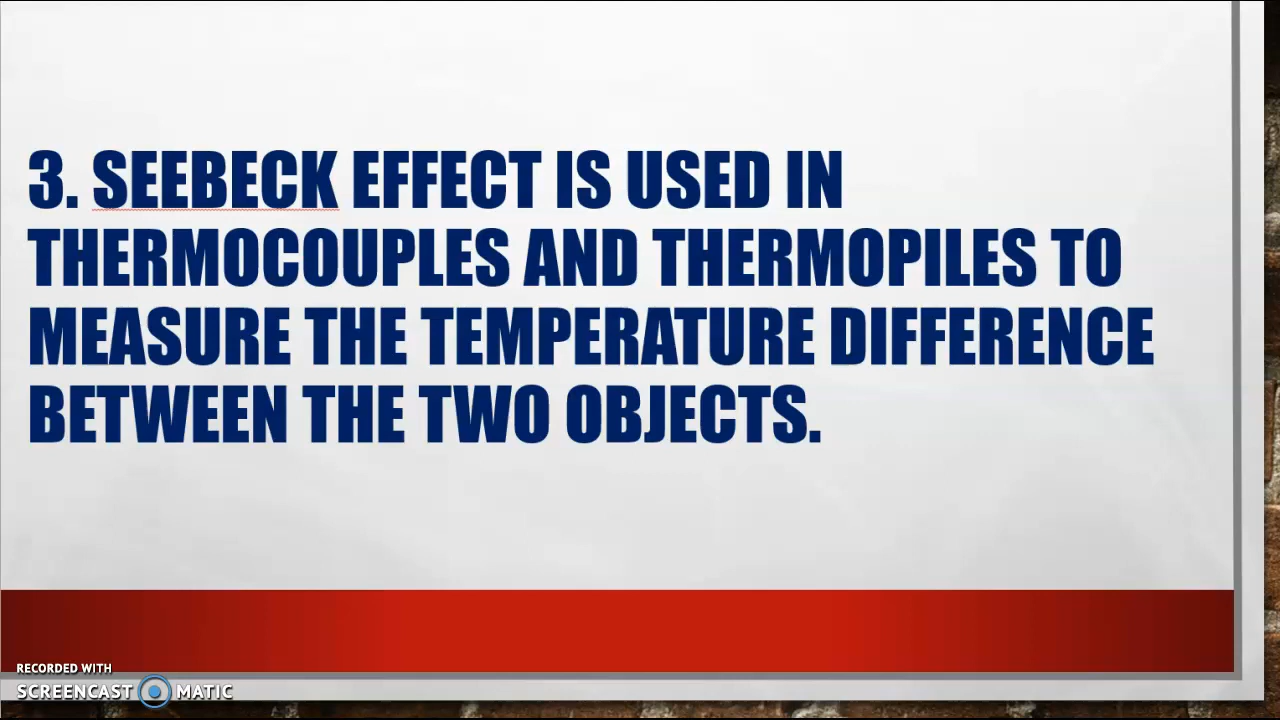 3. SEEBECK EFFECT IS USED IN
THERMOCOUPLES AND THERMOPILES TO
MEASURE THE TEMPERATURE DIFFERENCE
BETWEEN THE TWO OBJECTS.
RECORDED WITH
SCREENCAST MATIC